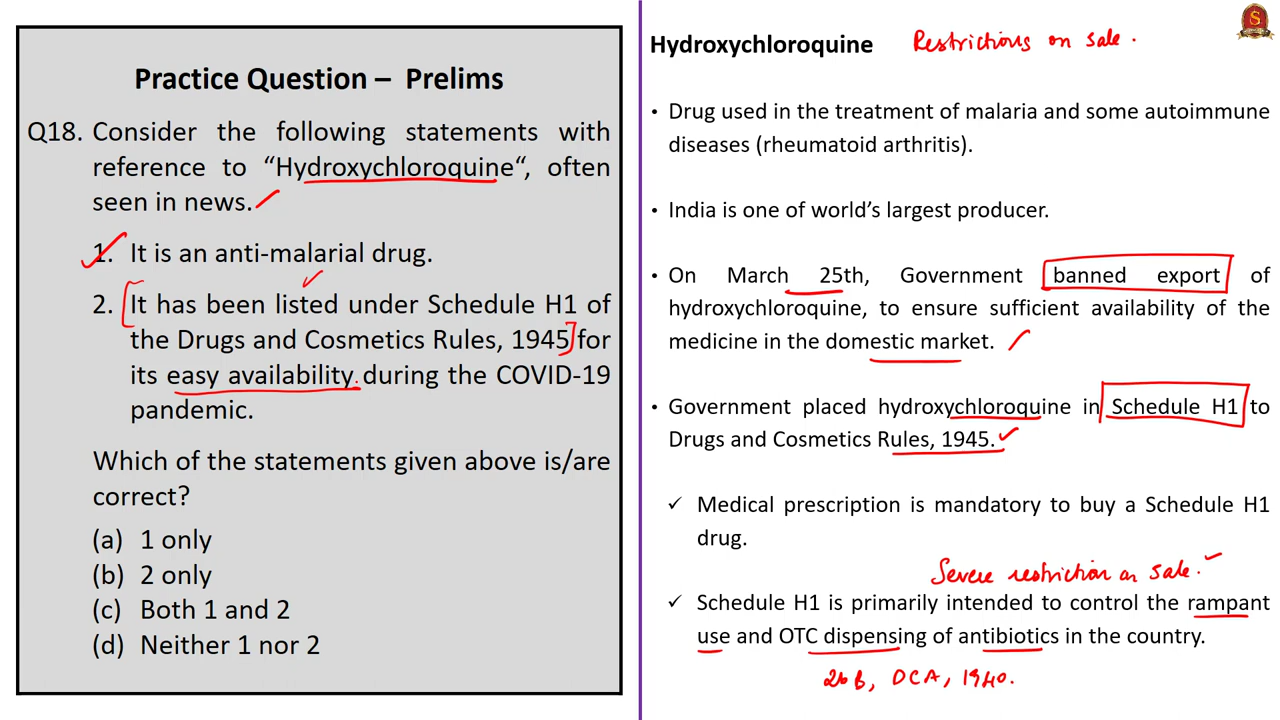 Practice Question – Prelims
Q18. Consider the following statements with
reference to “Hydroxychloroquine“, often
seen in news.
1. It is an anti-malarial drug.
2. It has been listed under Schedule H1 of
the Drugs and Cosmetics Rules, 1945 for
its easy availability during the COVID-19
pandemic.
Which of the statements given above is/are
correct?
(a) 1 only
(b) 2 only
(c) Both 1 and 2
(d) Neither 1 nor 2
Hydroxychloroquine Restrictions on sale.
• Drug used in the treatment of malaria and some autoimmune
diseases (rheumatoid arthritis).
• India is one of world’s largest producer.
• On March 25th, Government banned export of
hydroxychloroquine, to ensure sufficient availability of the
medicine in the domestic market.
• Government placed hydroxychloroquine in Schedule H1 to
Drugs and Cosmetics Rules, 1945.
✓ Medical prescription is mandatory to buy a Schedule H1
drug.
Severe restriction on sale.
✓ Schedule H1 is primarily intended to control the rampant
use and OTC dispensing of antibiotics in the country.
26B, DCA, 1940.